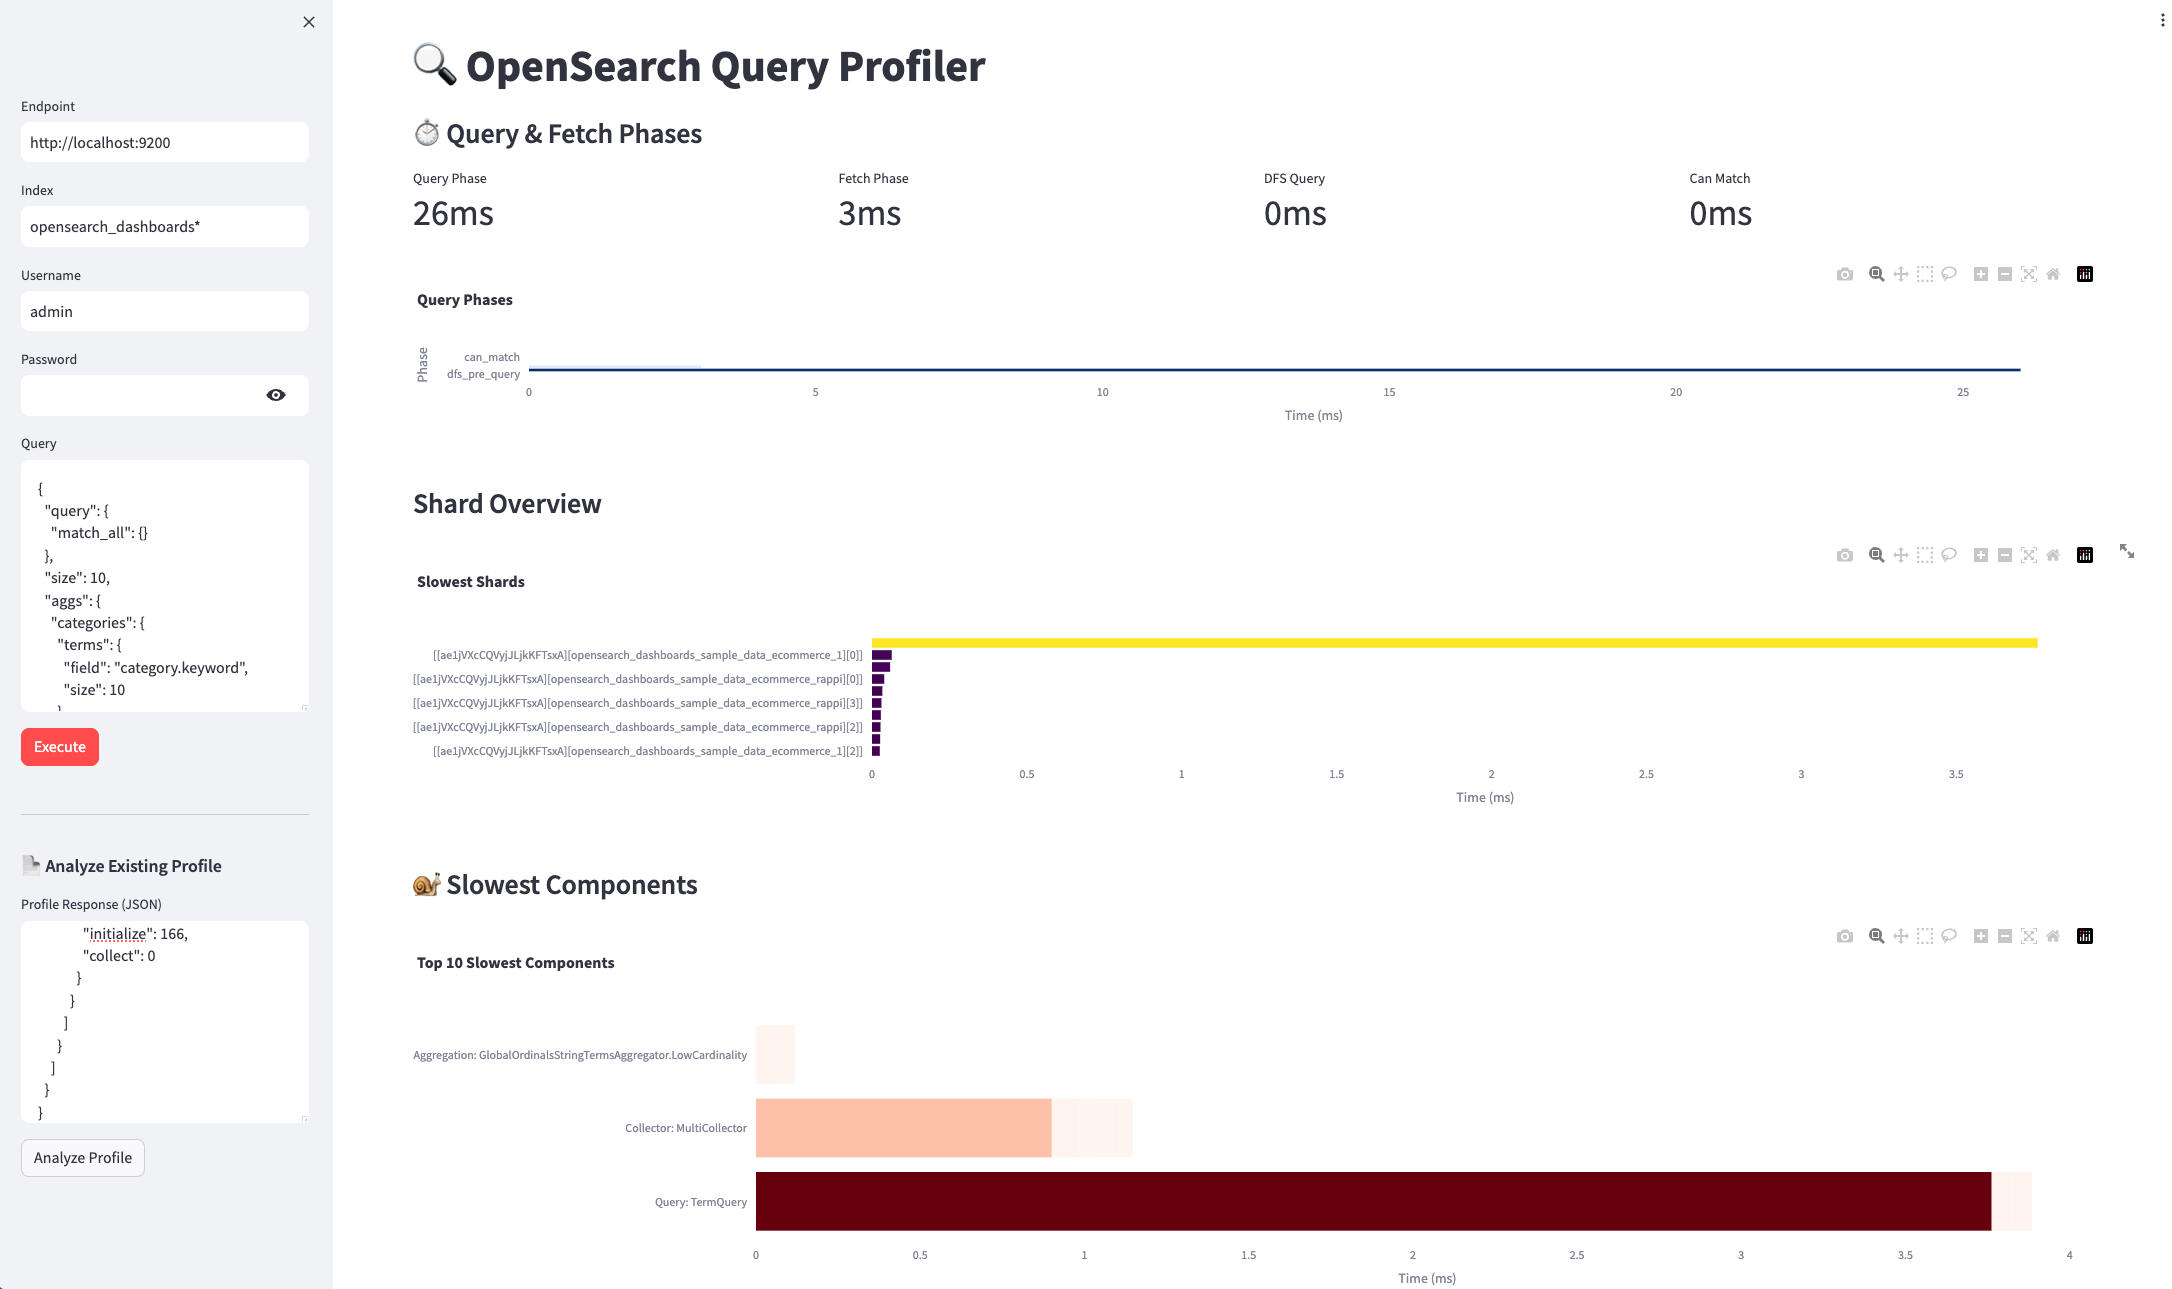 Endpoint
http://localhost:9200
Index
opensearch_dashboards*
Username
admin
Password
Query
{
"query": {
"match_all": {}
},
"size": 10,
"aggs": {
"categories": {
"terms": {
"field": "category.keyword",
"size": 10
}
Execute
Analyze Existing Profile
Profile Response (JSON)
"initialize": 166,
"collect": 0
}
}
]
}
]
}
}
Analyze Profile
OpenSearch Query Profiler
Query & Fetch Phases
Query Phase
26ms
Fetch Phase
3ms
DFS Query
0ms
Can Match
0ms
Query Phases
Phase
can_match
dfs_pre_query
0 5 10 15 20 25
Time (ms)
Shard Overview
Slowest Shards
[[ae1jVXcCQVyjJLjkKFTsxA][opensearch_dashboards_sample_data_ecommerce_1][0]]
[[ae1jVXcCQVyjJLjkKFTsxA][opensearch_dashboards_sample_data_ecommerce_rappi][0]]
[[ae1jVXcCQVyjJLjkKFTsxA][opensearch_dashboards_sample_data_ecommerce_rappi][3]]
[[ae1jVXcCQVyjJLjkKFTsxA][opensearch_dashboards_sample_data_ecommerce_rappi][2]]
[[ae1jVXcCQVyjJLjkKFTsxA][opensearch_dashboards_sample_data_ecommerce_1][2]]
0 0.5 1 1.5 2 2.5 3 3.5
Time (ms)
Slowest Components
Top 10 Slowest Components
Aggregation: GlobalOrdinalsStringTermsAggregator.LowCardinality
Collector: MultiCollector
Query: TermQuery
0 0.5 1 1.5 2 2.5 3 3.5 4
Time (ms)